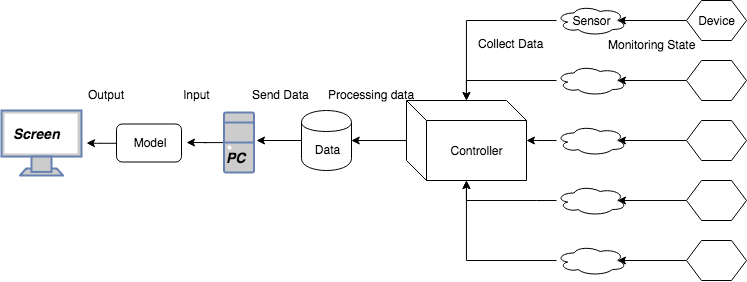 Sensor
Device
Collect Data
Monitoring State
Output
Input
Send Data
Processing data
Screen
Model
PC
Data
Controller